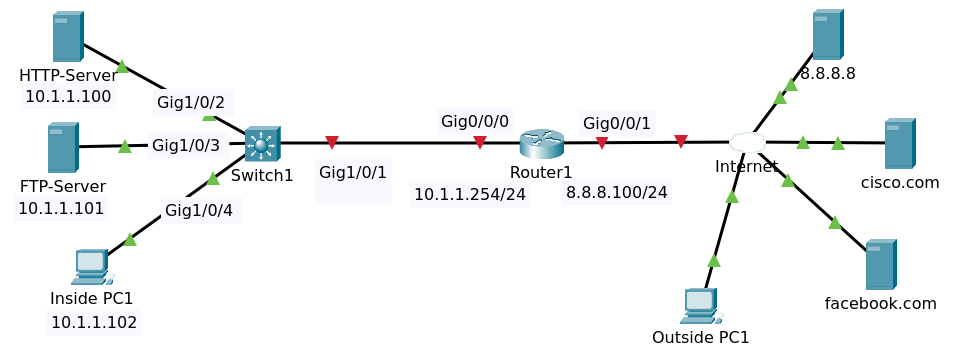 HTTP-Server
10.1.1.100
Gig1/0/2
FTP-Server
10.1.1.101
Gig1/0/3
Switch1
Gig1/0/4
Inside PC1
10.1.1.102
Gig1/0/1
Gig0/0/0
10.1.1.254/24
Router1
Gig0/0/1
8.8.8.100/24
Internet
8.8.8.8
cisco.com
facebook.com
Outside PC1